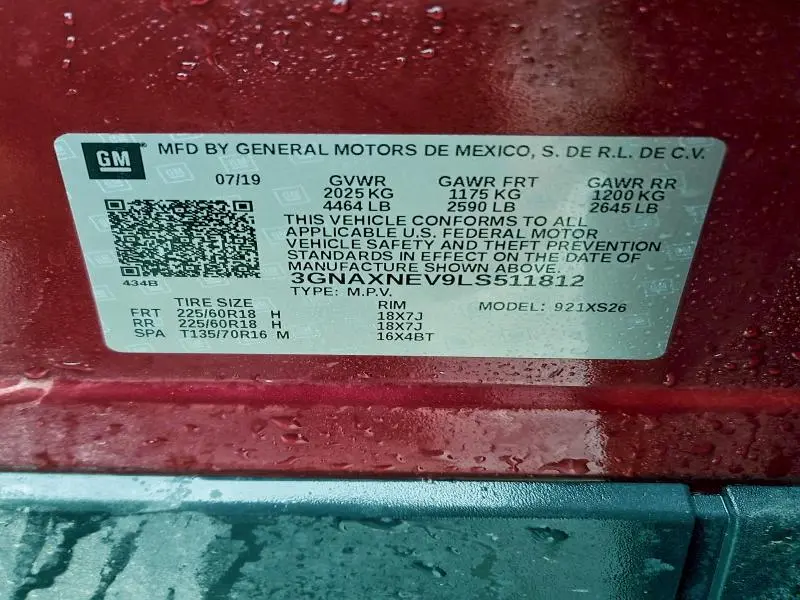 GM MFD BY GENERAL MOTORS DE MEXICO, S. DE R.L. DE C.V.
07/19 GVWR GAWR FRT GAWR RR
2025 KG 1175 KG 1200 KG
4464 LB 2590 LB 2645 LB
THIS VEHICLE CONFORMS TO ALL
APPLICABLE U.S. FEDERAL MOTOR
VEHICLE SAFETY AND THEFT PREVENTION
STANDARDS IN EFFECT ON THE DATE OF
MANUFACTURE SHOWN ABOVE.
434B 3GNAXNEV9LS511812
TYPE: M.P.V. MODEL: 921XS26
TIRE SIZE RIM
FRT 225/60R18 H 18X7J
RR 225/60R18 H 18X7J
SPA T135/70R16 M 16X4BT